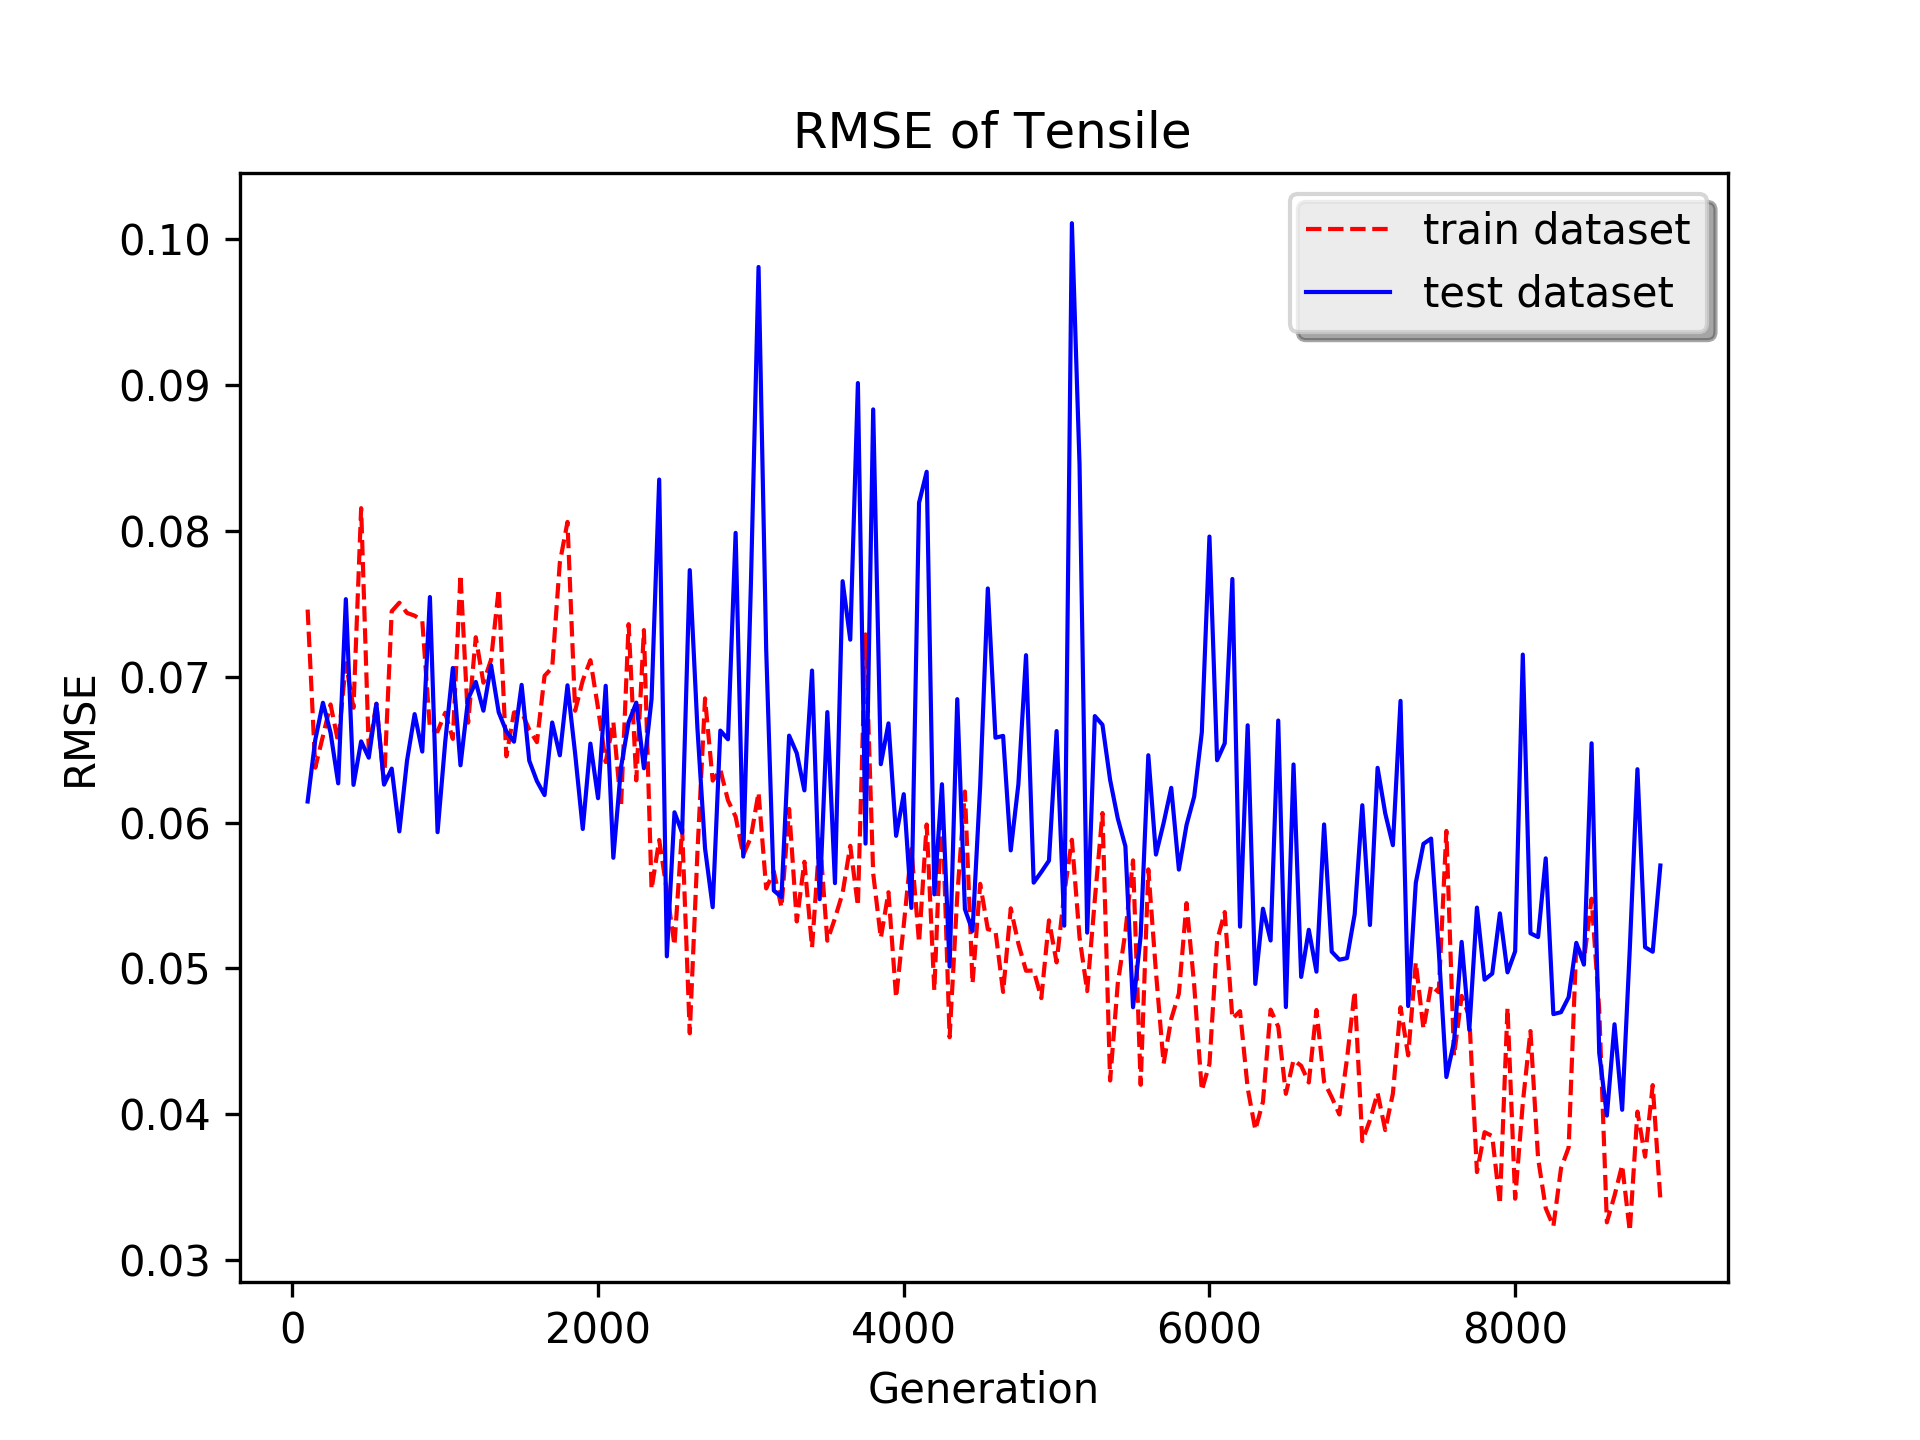 RMSE of Tensile
train dataset
test dataset
0.10
0.09
0.08
0.07
0.06
0.05
0.04
0.03
RMSE
0 2000 4000 6000 8000
Generation